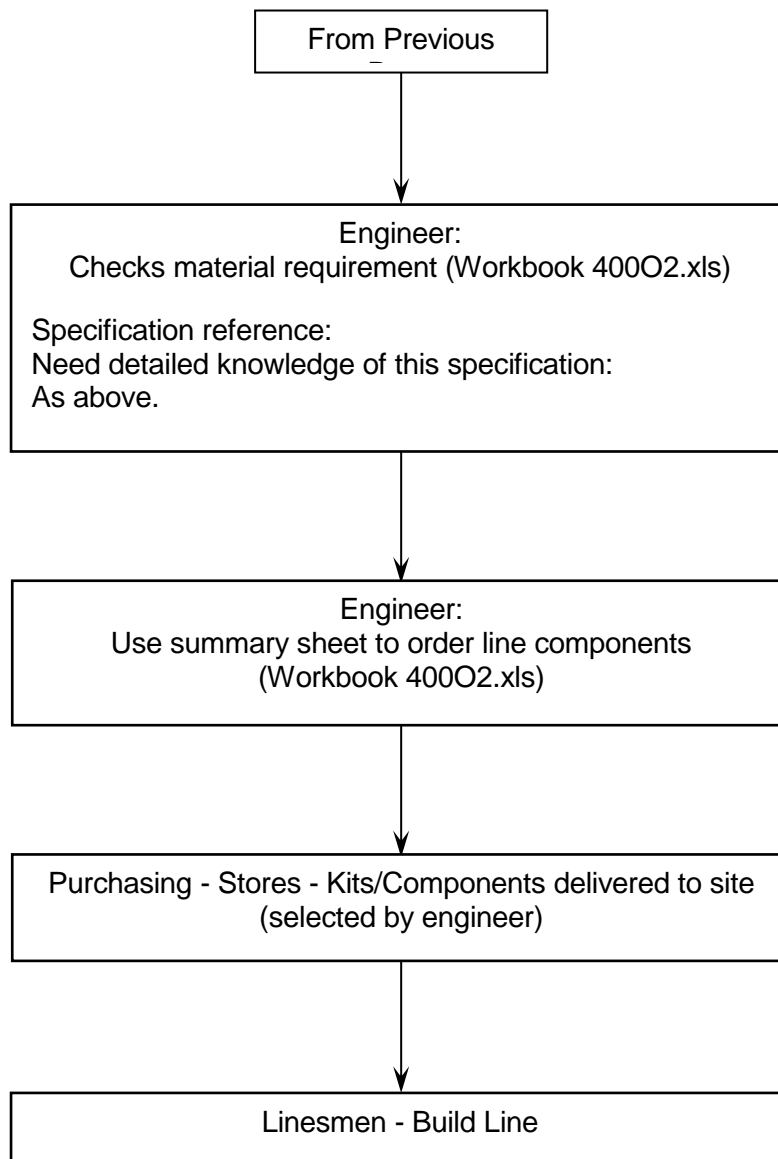 From Previous
Engineer:
Checks material requirement (Workbook 400O2.xls)
Specification reference:
Need detailed knowledge of this specification:
As above.
Engineer:
Use summary sheet to order line components
(Workbook 400O2.xls)
Purchasing - Stores - Kits/Components delivered to site
(selected by engineer)
Linesmen - Build Line